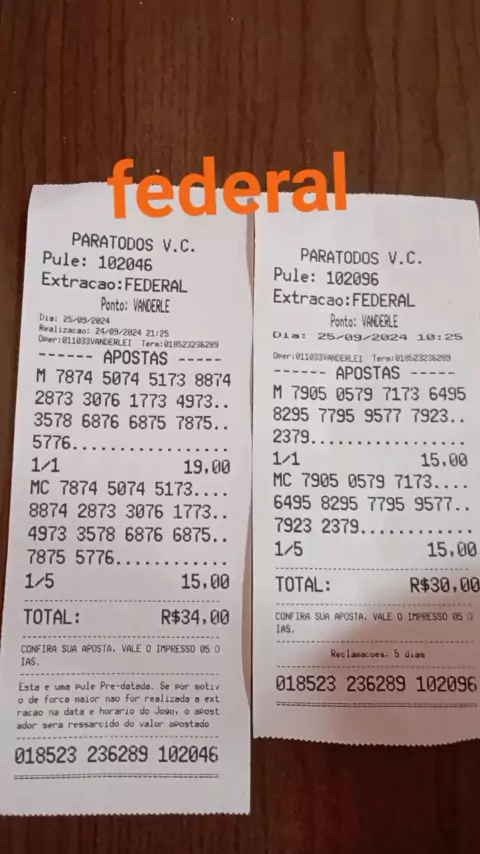 federal
PARATODOS V.C.
Pule: 102046
Extracao:FEDERAL
Ponto: VANDERLE
Dia: 25/09/2024
Realizacao: 24/09/2024 21:25
Oper:011033VANDERLEI Term:018523236289
------ APOSTAS -----
M 7874 5074 5173 8874
2873 3076 1773 4973..
3578 6876 6875 7875..
5776.................
1/1 19,00
MC 7874 5074 5173....
8874 2873 3076 1773..
4973 3578 6876 6875..
7875 5776............
1/5 15,00
TOTAL: R$34,00
CONFIRA SUA APOSTA, VALE O IMPRESSO 05 D
IAS.
Esta e uma pule Pre-datada. Se por motiv
o de forca maior nao for realizada a ext
racao na data e horario do Jogo, o apost
ador sera ressarcido do valor apostado
018523 236289 102046
PARATODOS V.C.
Pule: 102096
Extracao:FEDERAL
Ponto: VANDERLE
Dia: 25/09/2024 10:25
Oper:011033VANDERLEI Term:018523236289
------ APOSTAS -----
M 7905 0579 7173 6495
8295 7795 9577 7923..
2379.................
1/1 15,00
MC 7905 0579 7173....
6495 8295 7795 9577..
7923 2379............
1/5 15,00
TOTAL: R$30,00
CONFIRA SUA APOSTA, VALE O IMPRESSO 05 D
IAS.
Reclamacoes: 5 dias
018523 236289 102096